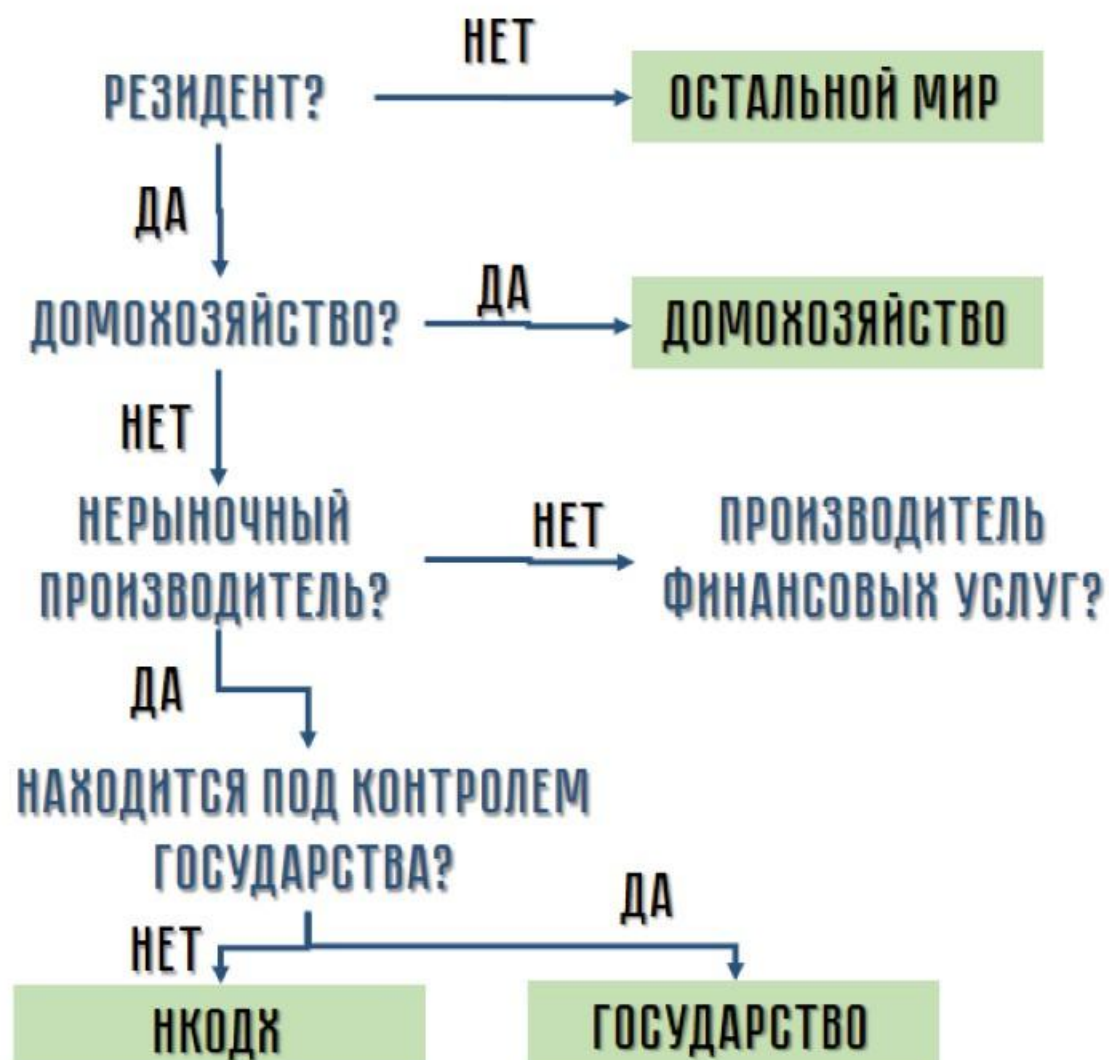 НЕТ
РЕЗИДЕНТ?
ОСТАЛЬНОЙ МИР
ДА
ДОМОХОЗЯЙСТВО?
ДА
ДОМОХОЗЯЙСТВО
НЕТ
НЕРЫНОЧНЫЙ
ПРОИЗВОДИТЕЛЬ?
НЕТ
ПРОИЗВОДИТЕЛЬ
ФИНАНСОВЫХ УСЛУГ?
ДА
НАХОДИТСЯ ПОД КОНТРОЛЕМ
ГОСУДАРСТВА?
НЕТ
ДА
НКОДХ
ГОСУДАРСТВО